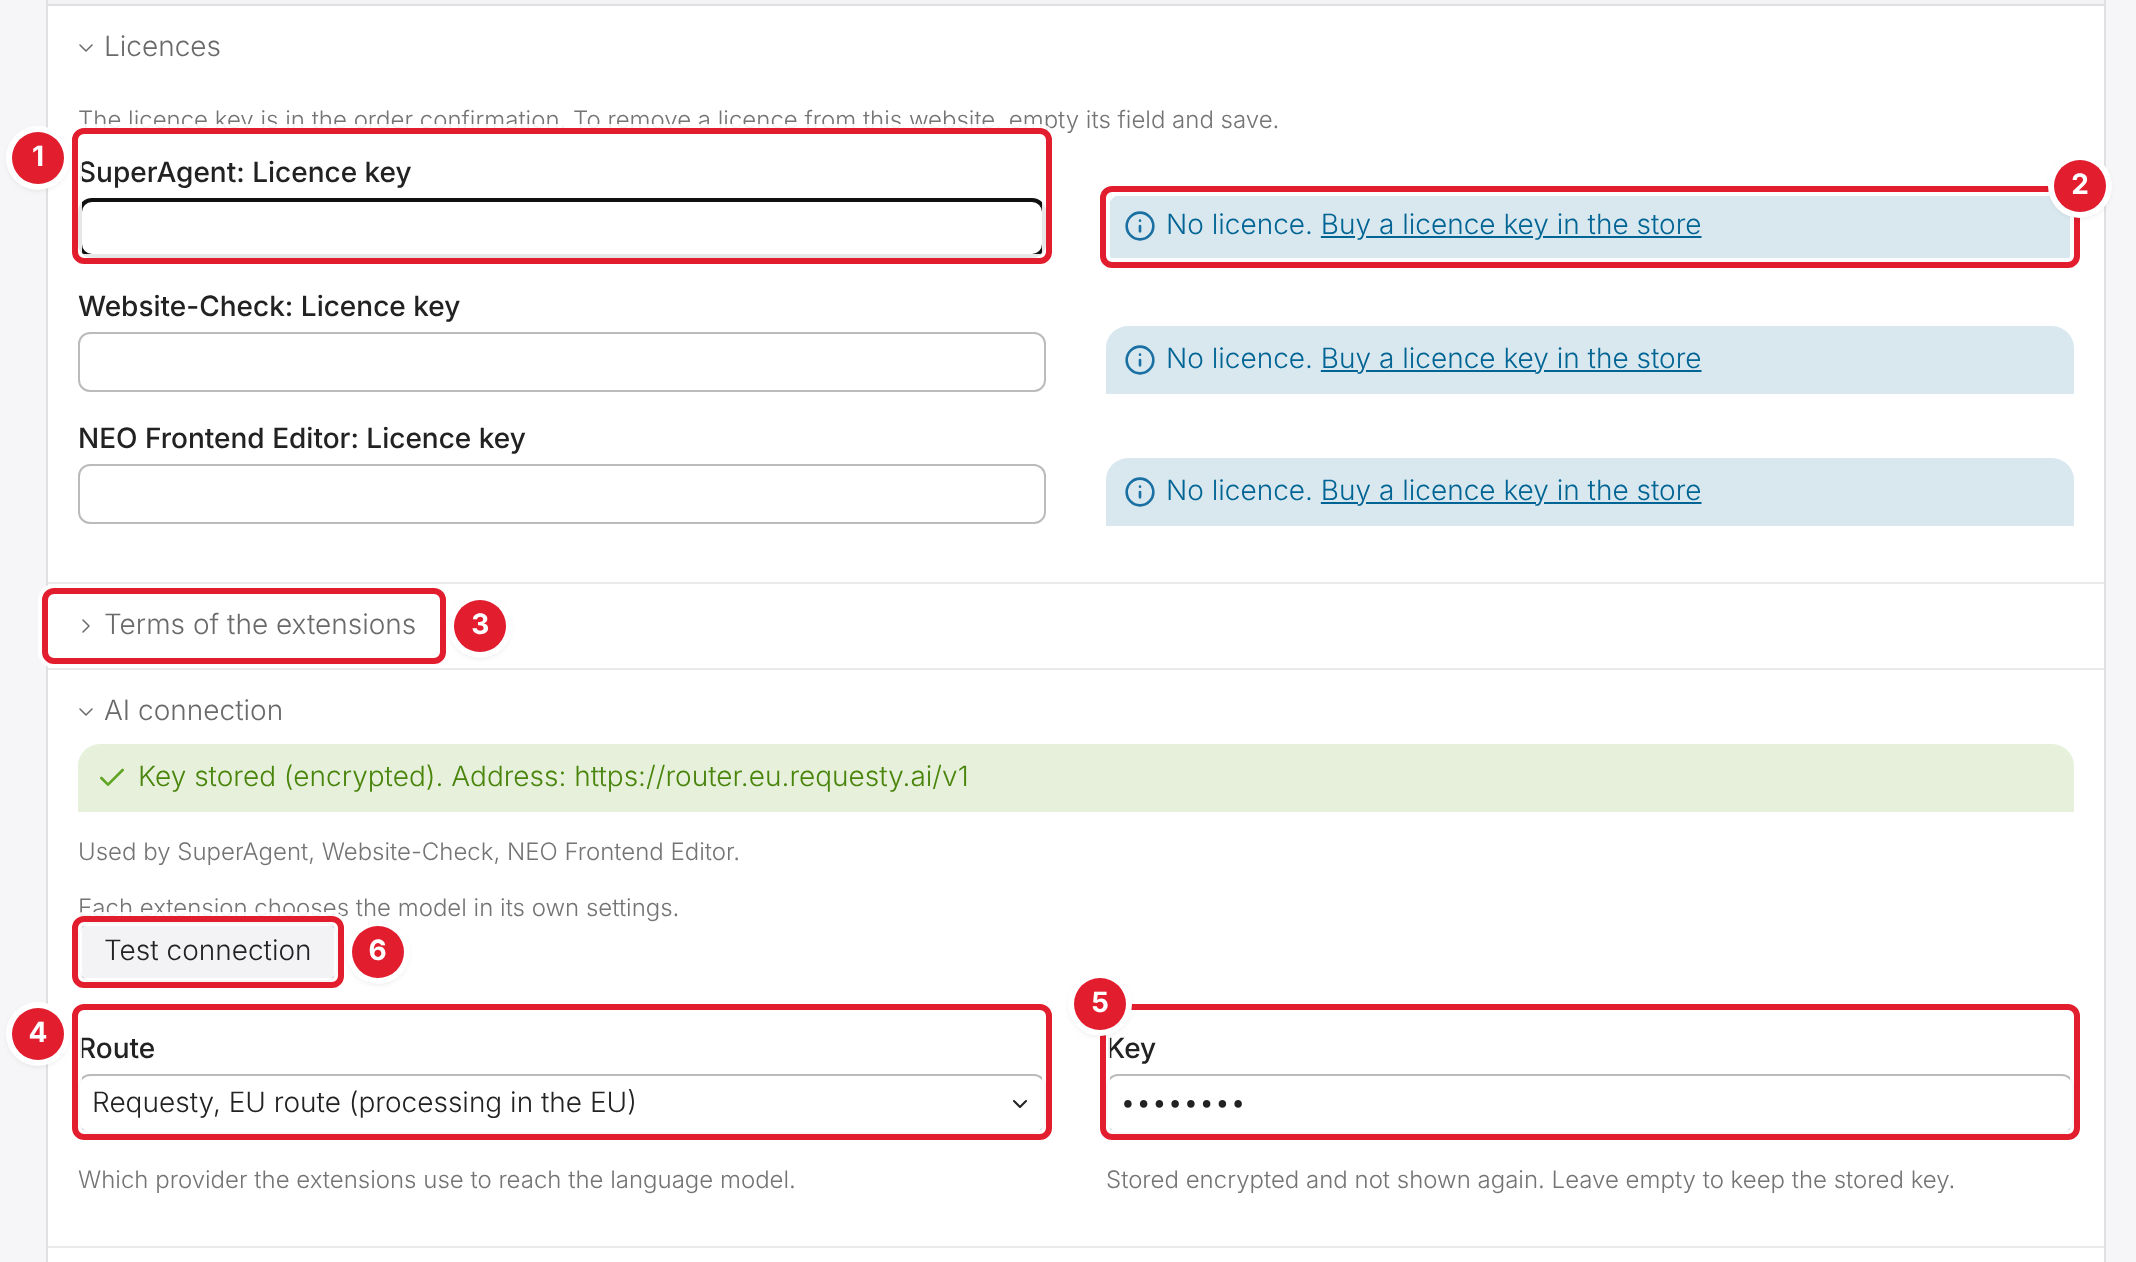 Licences
The licence key is in the order confirmation. To remove a licence from this website, empty its field and save.
1
SuperAgent: Licence key
2
No licence. Buy a licence key in the store
Website-Check: Licence key
No licence. Buy a licence key in the store
NEO Frontend Editor: Licence key
No licence. Buy a licence key in the store
Terms of the extensions
3
AI connection
Key stored (encrypted). Address: https://router.eu.requesty.ai/v1
Used by SuperAgent, Website-Check, NEO Frontend Editor.
Each extension chooses the model in its own settings.
Test connection
6
4
Route
5
Key
Requesty, EU route (processing in the EU)
••••••••
Which provider the extensions use to reach the language model.
Stored encrypted and not shown again. Leave empty to keep the stored key.